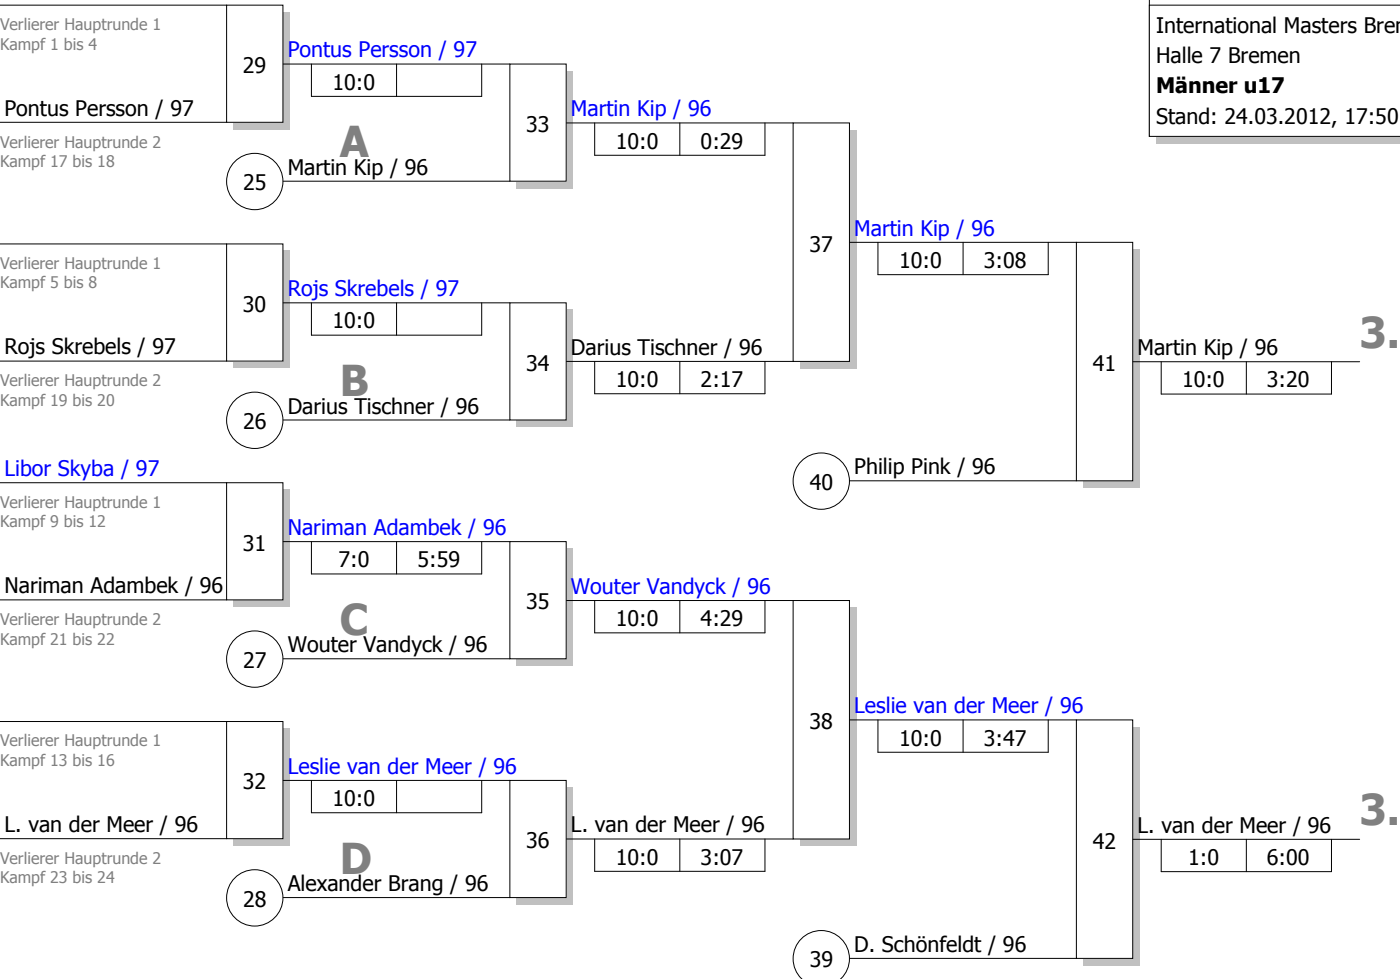 International Masters Bre
Halle 7 Bremen
Männer u17
Stand: 24.03.2012, 17:50
Verlierer Hauptrunde 1
Kampf 1 bis 4
29
Pontus Persson / 97
10:0
Pontus Persson / 97
Verlierer Hauptrunde 2
Kampf 17 bis 18
A
25
Martin Kip / 96
33
Martin Kip / 96
10:0 0:29
Verlierer Hauptrunde 1
Kampf 5 bis 8
30
Rojs Skrebels / 97
10:0
Rojs Skrebels / 97
Verlierer Hauptrunde 2
Kampf 19 bis 20
B
26
Darius Tischner / 96
34
Darius Tischner / 96
10:0 2:17
37
Martin Kip / 96
10:0 3:08
40
Philip Pink / 96
41
Martin Kip / 96
10:0 3:20
3.
Libor Skyba / 97
Verlierer Hauptrunde 1
Kampf 9 bis 12
31
Nariman Adambek / 96
7:0 5:59
Nariman Adambek / 96
Verlierer Hauptrunde 2
Kampf 21 bis 22
C
27
Wouter Vandyck / 96
35
Wouter Vandyck / 96
10:0 4:29
Verlierer Hauptrunde 1
Kampf 13 bis 16
32
Leslie van der Meer / 96
10:0
L. van der Meer / 96
Verlierer Hauptrunde 2
Kampf 23 bis 24
D
28
Alexander Brang / 96
36
L. van der Meer / 96
10:0 3:07
38
Leslie van der Meer / 96
10:0 3:47
39
D. Schönfeldt / 96
42
L. van der Meer / 96
1:0 6:00
3.